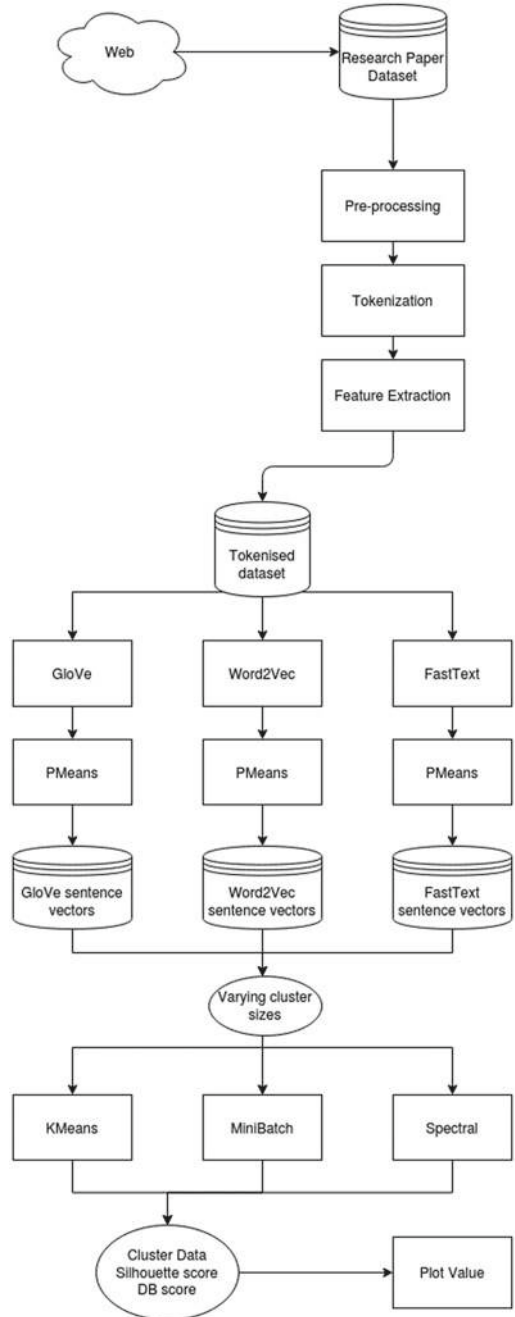 Web
Research Paper
Dataset
Pre-processing
Tokenization
Feature Extraction
Tokenised
dataset
GloVe
Word2Vec
FastText
PMeans
PMeans
PMeans
GloVe sentence
vectors
Word2Vec
sentence vectors
FastText
sentence vectors
Varying cluster
sizes
KMeans
MiniBatch
Spectral
Cluster Data
Silhouette score
DB score
Plot Value